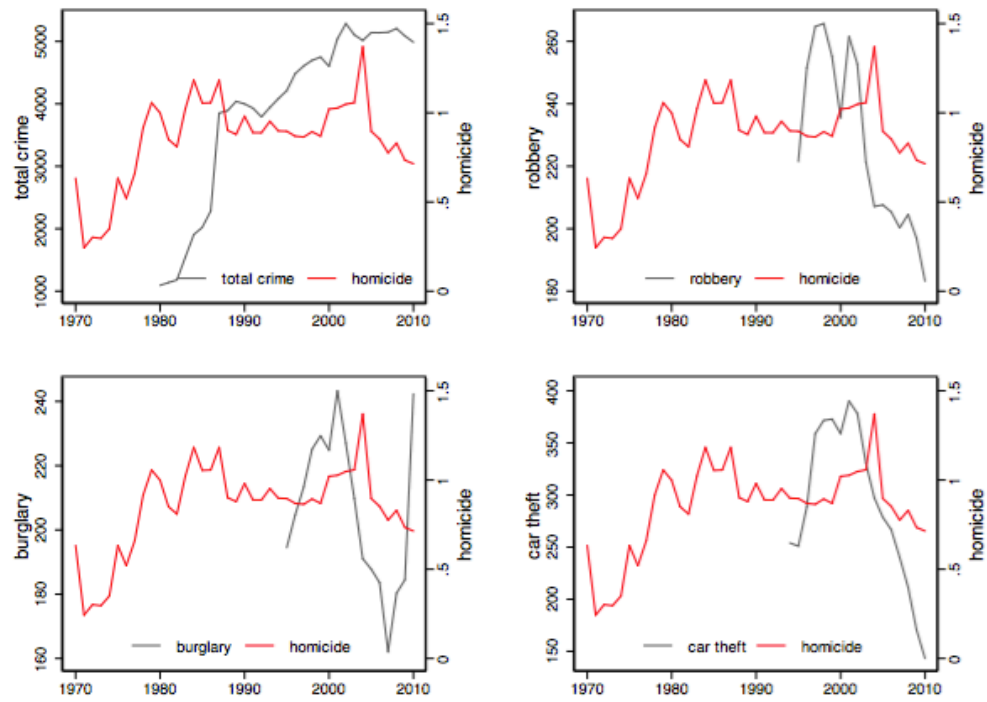 total crime
5000
4000
3000
2000
1000
1.5
1
.5
0
homicide
total crime homicide
1970 1980 1990 2000 2010
robbery
260
240
220
200
180
1.5
1
.5
0
homicide
robbery homicide
1970 1980 1990 2000 2010
burglary
240
220
200
180
160
1.5
1
.5
0
homicide
burglary homicide
1970 1980 1990 2000 2010
car theft
400
350
300
250
200
150
1.5
1
.5
0
homicide
car theft homicide
1970 1980 1990 2000 2010